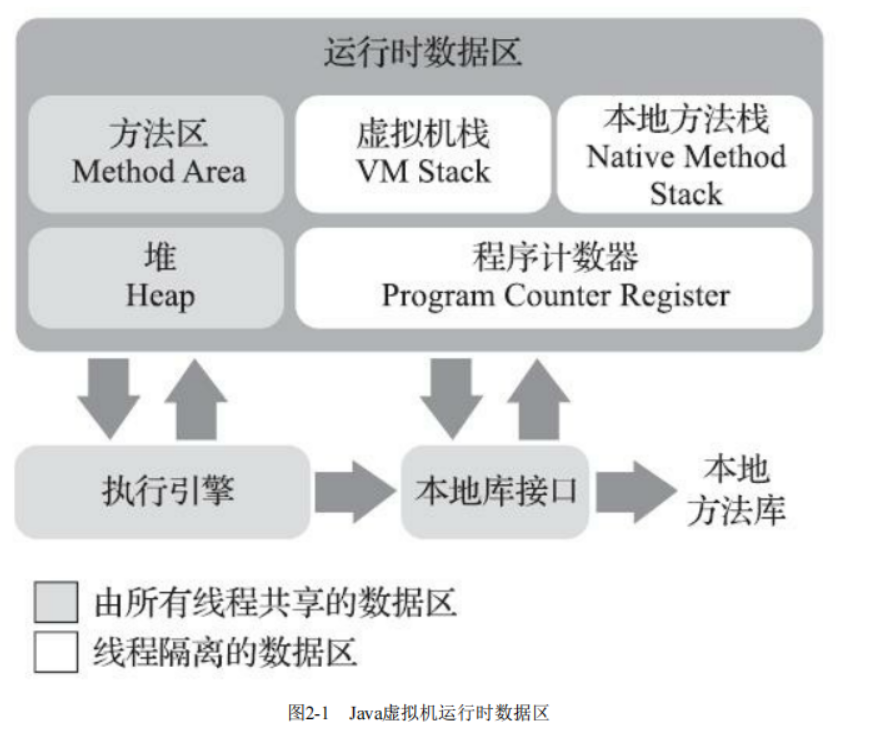 运行时数据区
方法区
Method Area
虚拟机栈
VM Stack
本地方法栈
Native Method
Stack
堆
Heap
程序计数器
Program Counter Register
执行引擎
本地库接口
本地
方法库
由所有线程共享的数据区
线程隔离的数据区
图2-1 Java虚拟机运行时数据区